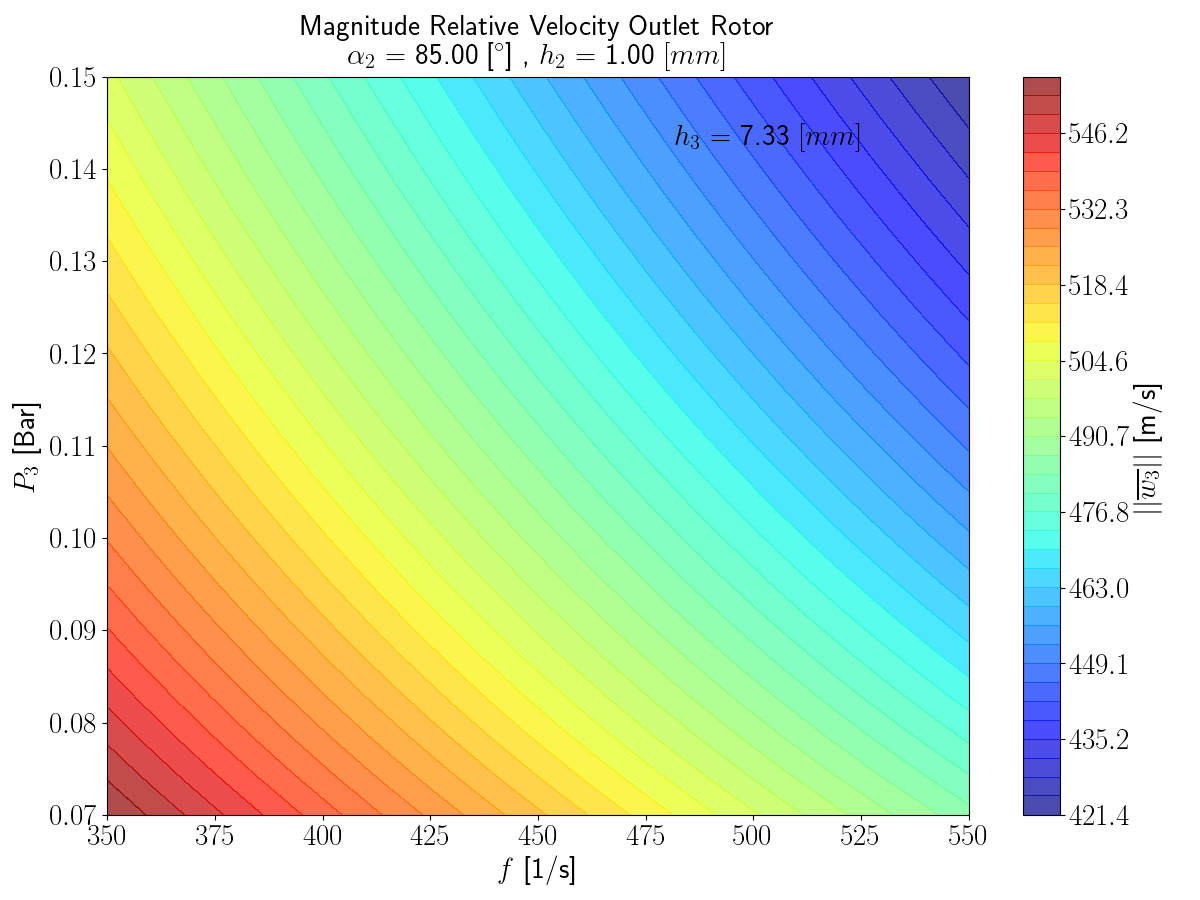 Magnitude Relative Velocity Outlet Rotor
α₂ = 85.00 [°] , h₂ = 1.00 [mm]
h₃ = 7.33 [mm]
0.15
0.14
0.13
0.12
0.11
0.10
0.09
0.08
0.07
P₃ [Bar]
350 375 400 425 450 475 500 525 550
f [1/s]
546.2
532.3
518.4
504.6
490.7
476.8
463.0
449.1
435.2
421.4
||w̅₃|| [m/s]